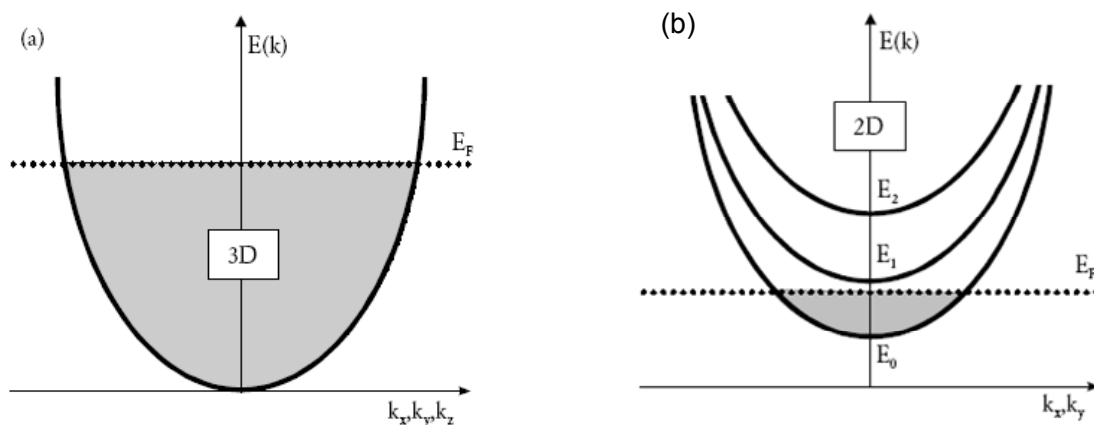 (a)
E(k)
E_F
3D
k_x,k_y,k_z
(b)
E(k)
2D
E_2
E_1
E_F
E_0
k_x,k_y